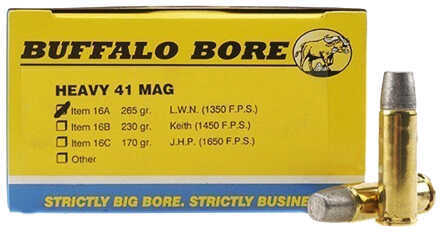 BUFFALO BORE
HEAVY 41 MAG
Item 16A 265 gr. L.W.N. (1350 F.P.S.)
Item 16B 230 gr. Keith (1450 F.P.S.)
Item 16C 170 gr. J.H.P. (1650 F.P.S.)
Other
STRICTLY BIG BORE. STRICTLY BUSINE